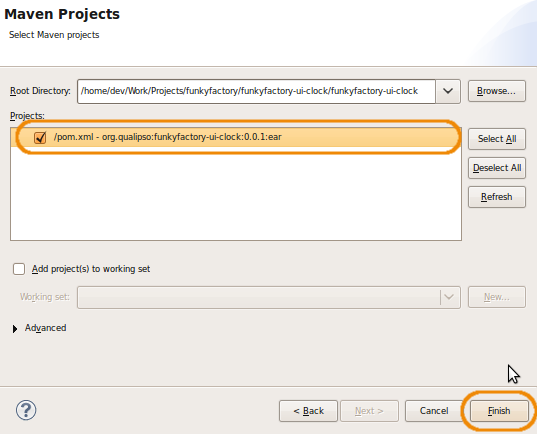 Maven Projects
Select Maven projects
Root Directory: /home/dev/Work/Projects/funkyfactory/funkyfactory-ui-clock/funkyfactory-ui-clock Browse...
Projects:
/pom.xml - org.qualipso:funkyfactory-ui-clock:0.0.1:ear
Select All
Deselect All
Refresh
Add project(s) to working set
Working set: New...
Advanced
? < Back Next > Cancel Finish